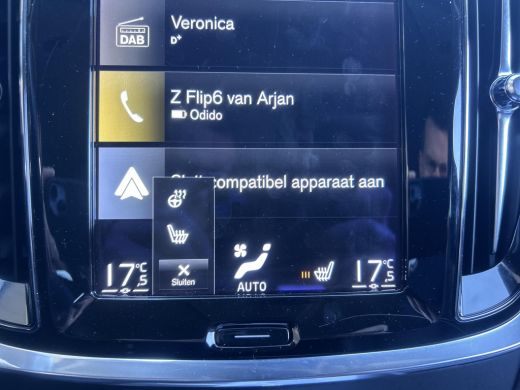 DAB
Veronica
D+
Z Flip6 van Arjan
Odido
compatibel apparaat aan
17,5 °C
Sluiten
AUTO
17,5 °C